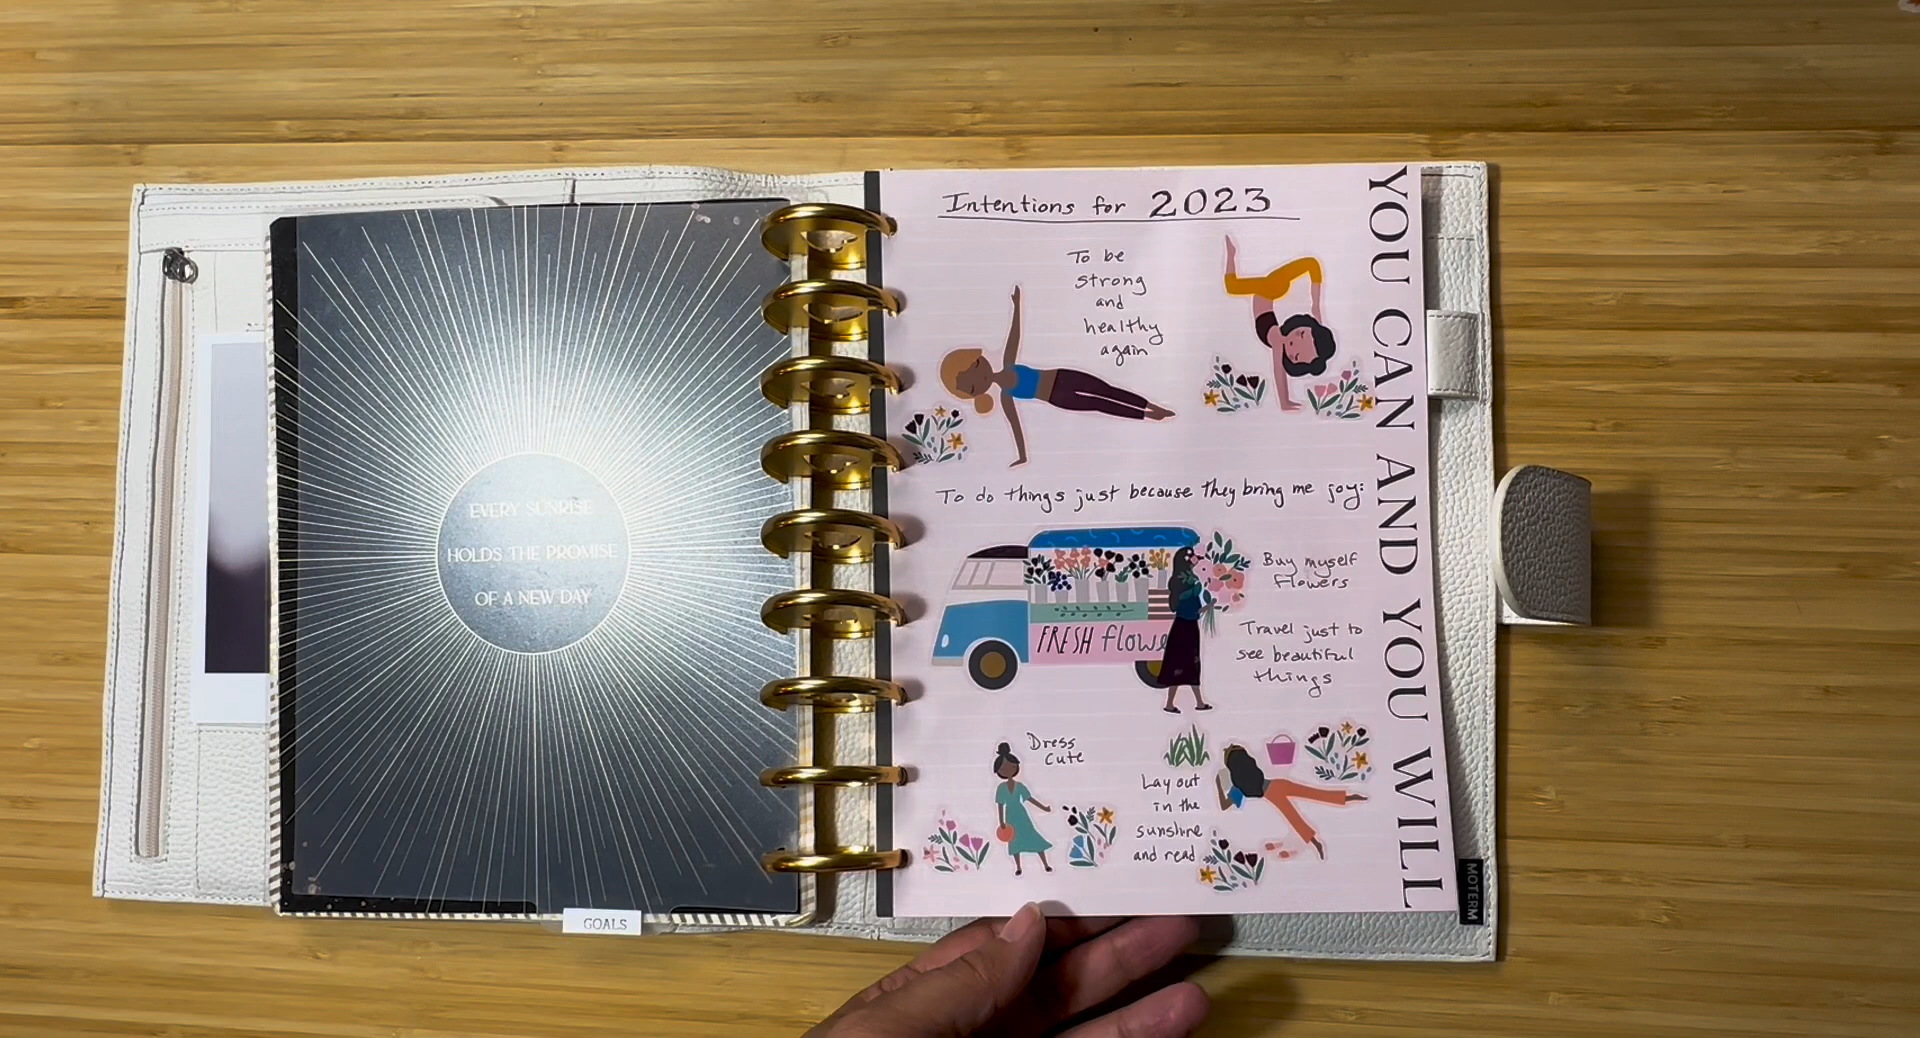 EVERY SUNRISE
HOLDS THE PROMISE
OF A NEW DAY
GOALS
Intentions for 2023
To be
strong
and
healthy
again
To do things just because they bring me joy:
FRESH flowe
Buy myself
Flowers
Travel just to
see beautiful
things
Dress
Cute
Lay out
in the
sunshine
and read
YOU CAN AND YOU WILL
MOTERM